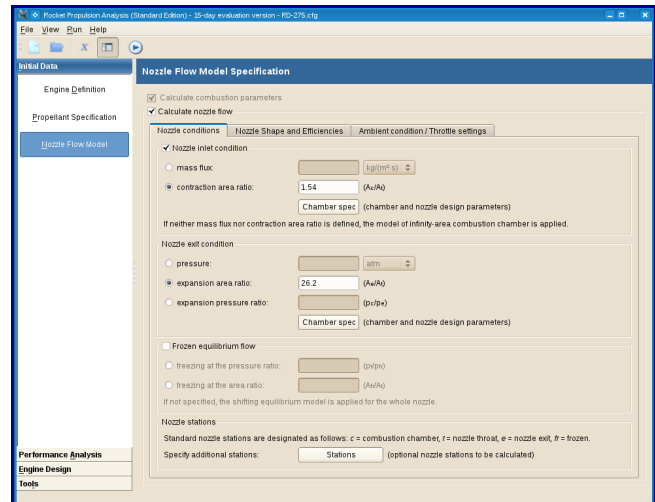 Rocket Propulsion Analysis (Standard Edition) - 15-day evaluation version - RD-275.cfg
File View Run Help
Initial Data
Engine Definition
Propellant Specification
Nozzle Flow Model
Performance Analysis
Engine Design
Tools
Nozzle Flow Model Specification
Calculate combustion parameters
Calculate nozzle flow
Nozzle conditions Nozzle Shape and Efficiencies Ambient condition / Throttle settings
Nozzle inlet condition
mass flux: kg/(m²·s)
contraction area ratio: 1.54 (Ac/At)
Chamber spec (chamber and nozzle design parameters)
If neither mass flux nor contraction area ratio is defined, the model of infinity-area combustion chamber is applied.
Nozzle exit condition
pressure: atm
expansion area ratio: 26.2 (Ae/At)
expansion pressure ratio: (pc/pe)
Chamber spec (chamber and nozzle design parameters)
Frozen equilibrium flow
freezing at the pressure ratio:
freezing at the area ratio:
If not specified, the shifting equilibrium model is applied for the whole nozzle.
Nozzle stations
Standard nozzle stations are designated as follows: c = combustion chamber, t = nozzle throat, e = nozzle exit, fr = frozen.
Specify additional stations: Stations (optional nozzle stations to be calculated)